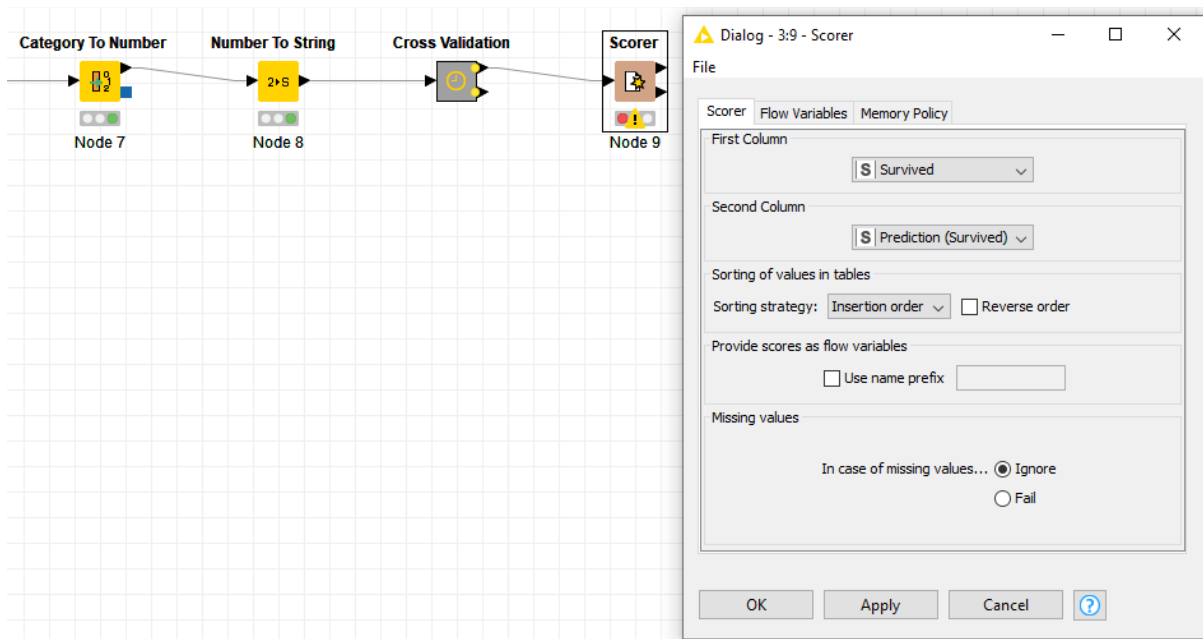 Category To Number
Number To String
Cross Validation
Scorer
2▸S
Node 7
Node 8
Node 9
Dialog - 3:9 - Scorer
File
Scorer Flow Variables Memory Policy
First Column
S Survived
Second Column
S Prediction (Survived)
Sorting of values in tables
Sorting strategy: Insertion order Reverse order
Provide scores as flow variables
Use name prefix
Missing values
In case of missing values... Ignore
Fail
OK Apply Cancel ?